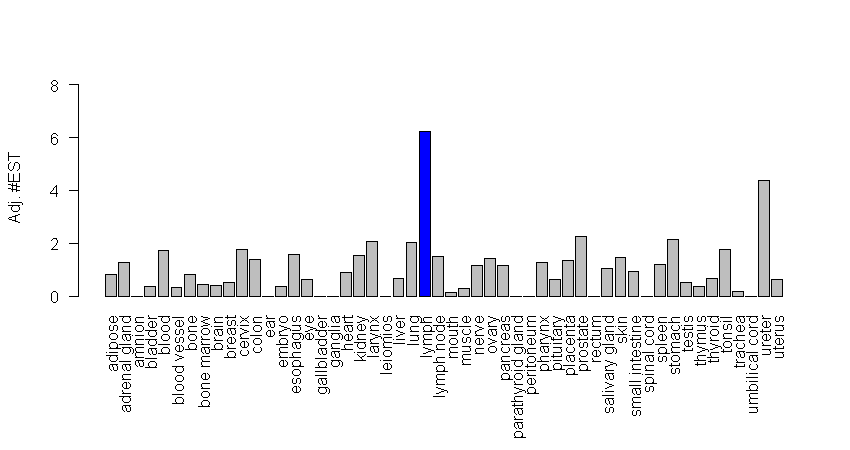 Adj. #EST
8
6
4
2
0
adipose
adrenal gland
amnion
bladder
blood
blood vessel
bone
bone marrow
brain
breast
cervix
colon
ear
embryo
esophagus
eye
gallbladder
ganglia
heart
kidney
larynx
leiomios
liver
lung
lymph
lymph node
mouth
muscle
nerve
ovary
pancreas
parathyroid gland
peritoneum
pharynx
pituitary
placenta
prostate
rectum
salivary gland
skin
small intestine
spinal cord
spleen
stomach
testis
thymus
thyroid
tonsil
trachea
umbilical cord
ureter
uterus